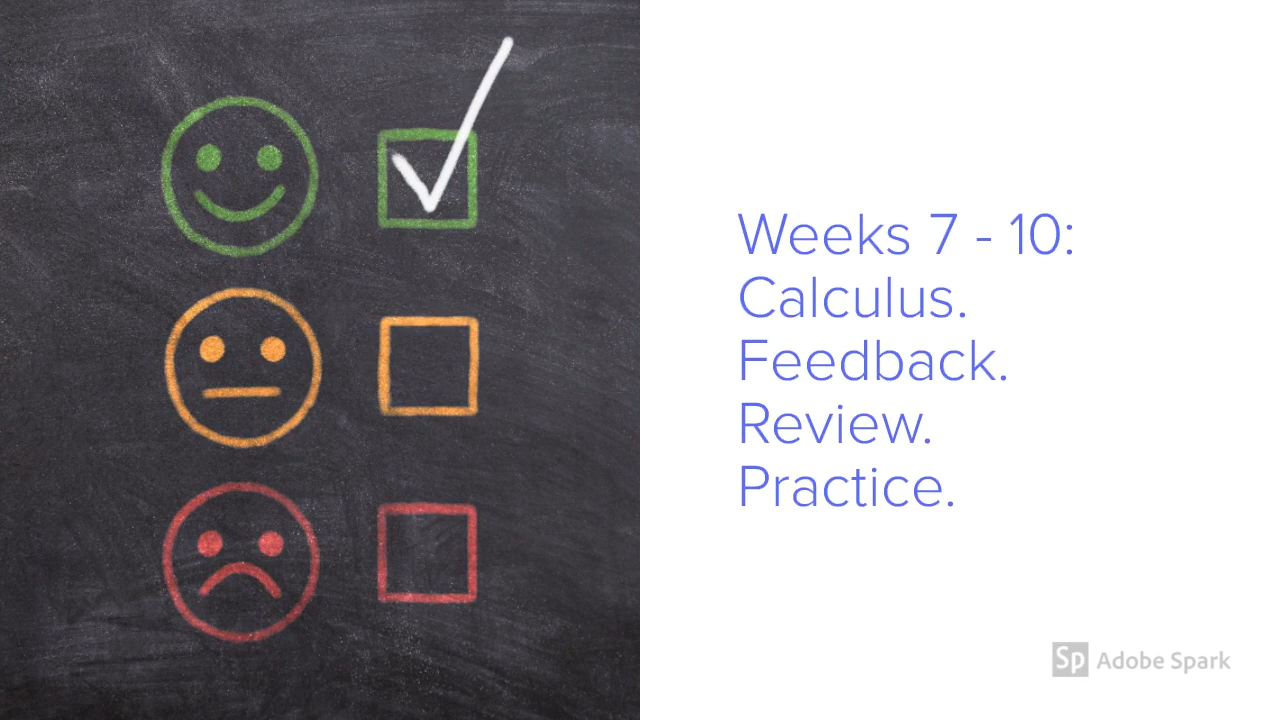 Weeks 7 - 10:
Calculus.
Feedback.
Review.
Practice.
Sp Adobe Spark